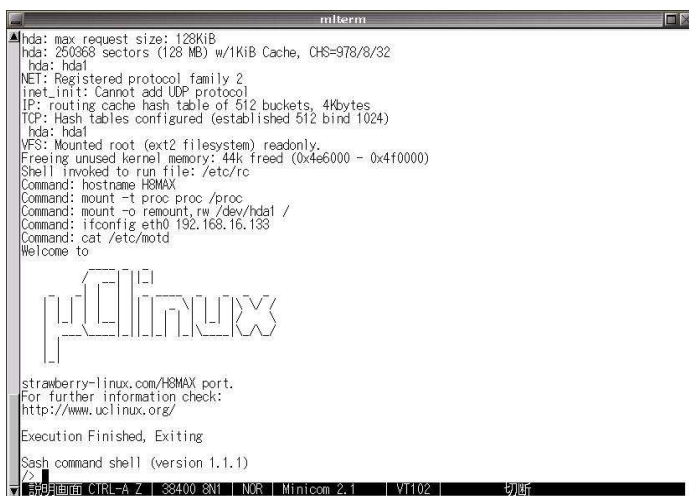 mlterm
hda: max request size: 128KiB
hda: 250368 sectors (128 MB) w/1KiB Cache, CHS=978/8/32
hda: hda1
NET: Registered protocol family 2
inet_init: Cannot add UDP protocol
IP: routing cache hash table of 512 buckets, 4Kbytes
TCP: Hash tables configured (established 512 bind 1024)
hda: hda1
VFS: Mounted root (ext2 filesystem) readonly.
Freeing unused kernel memory: 44k freed (0x4e6000 - 0x4f0000)
Shell invoked to run file: /etc/rc
Command: hostname H8MAX
Command: mount -t proc proc /proc
Command: mount -o remount,rw /dev/hda1 /
Command: ifconfig eth0 192.168.16.133
Command: cat /etc/motd
Welcome to
μClinux
strawberry-linux.com/H8MAX port.
For further information check:
http://www.uclinux.org/
Execution Finished, Exiting
Sash command shell (version 1.1.1)
/>
説明画面 CTRL-A Z | 38400 8N1 | NOR | Minicom 2.1 | VT102 | 切断